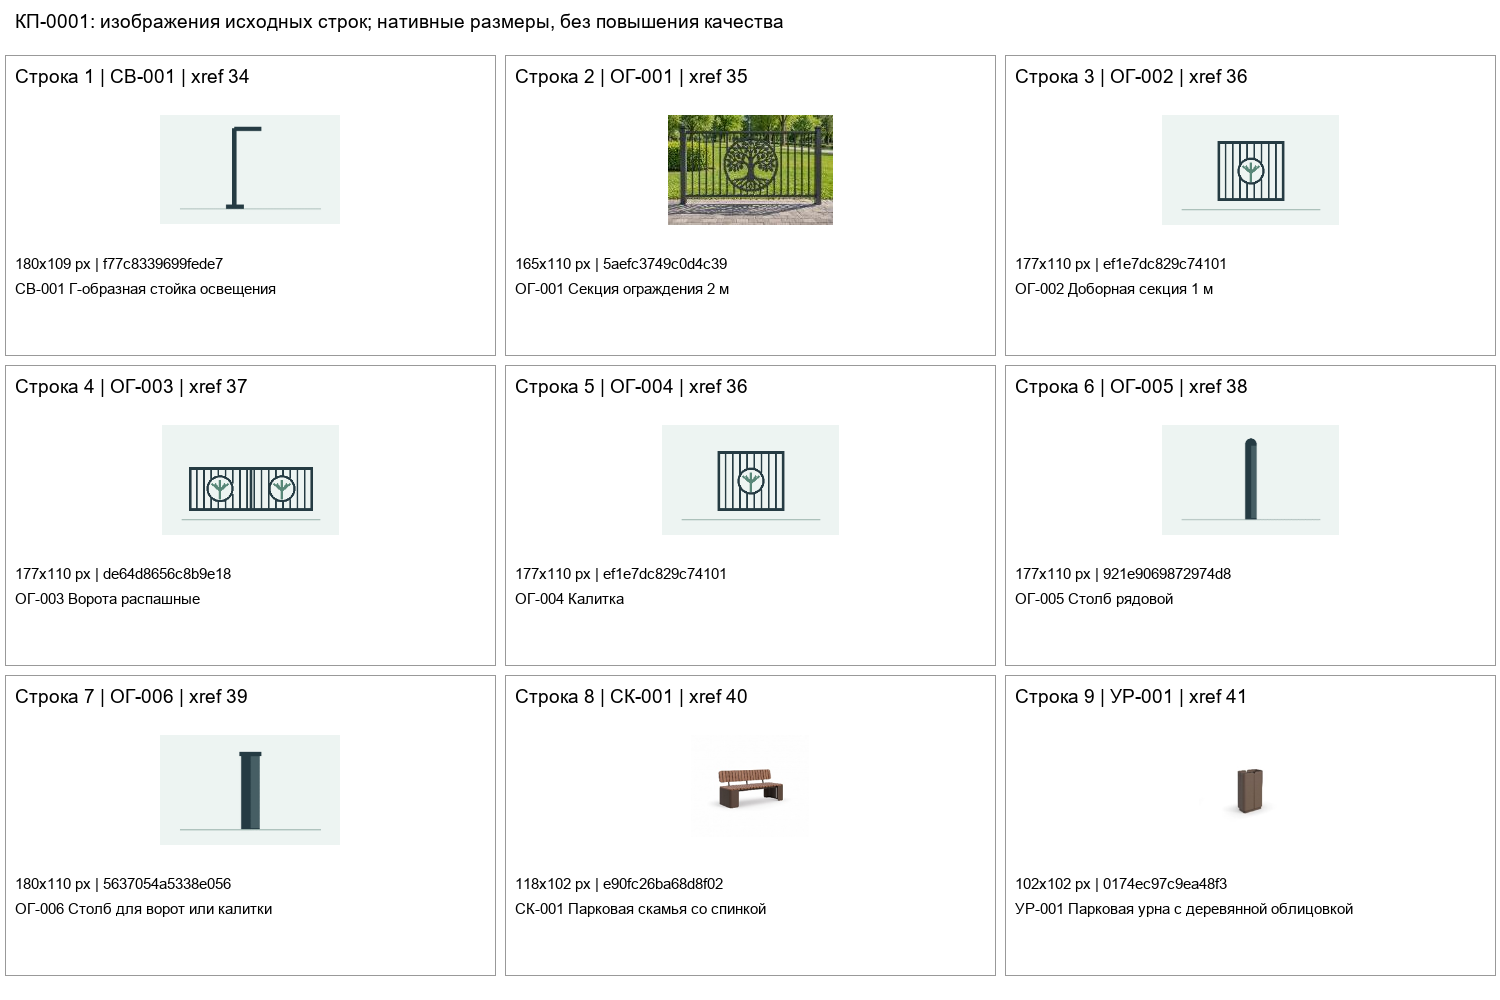 КП-0001: изображения исходных строк; нативные размеры, без повышения качества
Строка 1 | СВ-001 | xref 34
180x109 px | f77c8339699fede7
СВ-001 Г-образная стойка освещения
Строка 2 | ОГ-001 | xref 35
165x110 px | 5aefc3749c0d4c39
ОГ-001 Секция ограждения 2 м
Строка 3 | ОГ-002 | xref 36
177x110 px | ef1e7dc829c74101
ОГ-002 Доборная секция 1 м
Строка 4 | ОГ-003 | xref 37
177x110 px | de64d8656c8b9e18
ОГ-003 Ворота распашные
Строка 5 | ОГ-004 | xref 36
177x110 px | ef1e7dc829c74101
ОГ-004 Калитка
Строка 6 | ОГ-005 | xref 38
177x110 px | 921e9069872974d8
ОГ-005 Столб рядовой
Строка 7 | ОГ-006 | xref 39
180x110 px | 5637054a5338e056
ОГ-006 Столб для ворот или калитки
Строка 8 | СК-001 | xref 40
118x102 px | e90fc26ba68d8f02
СК-001 Парковая скамья со спинкой
Строка 9 | УР-001 | xref 41
102x102 px | 0174ec97c9ea48f3
УР-001 Парковая урна с деревянной облицовкой